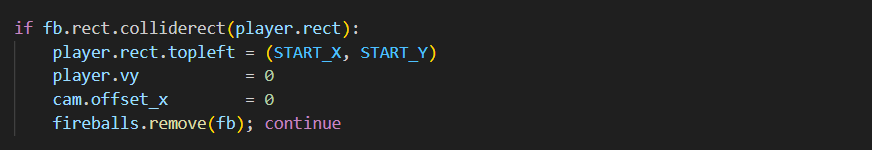 if fb.rect.colliderect(player.rect):
    player.rect.topleft = (START_X, START_Y)
    player.vy          = 0
    cam.offset_x       = 0
    fireballs.remove(fb); continue